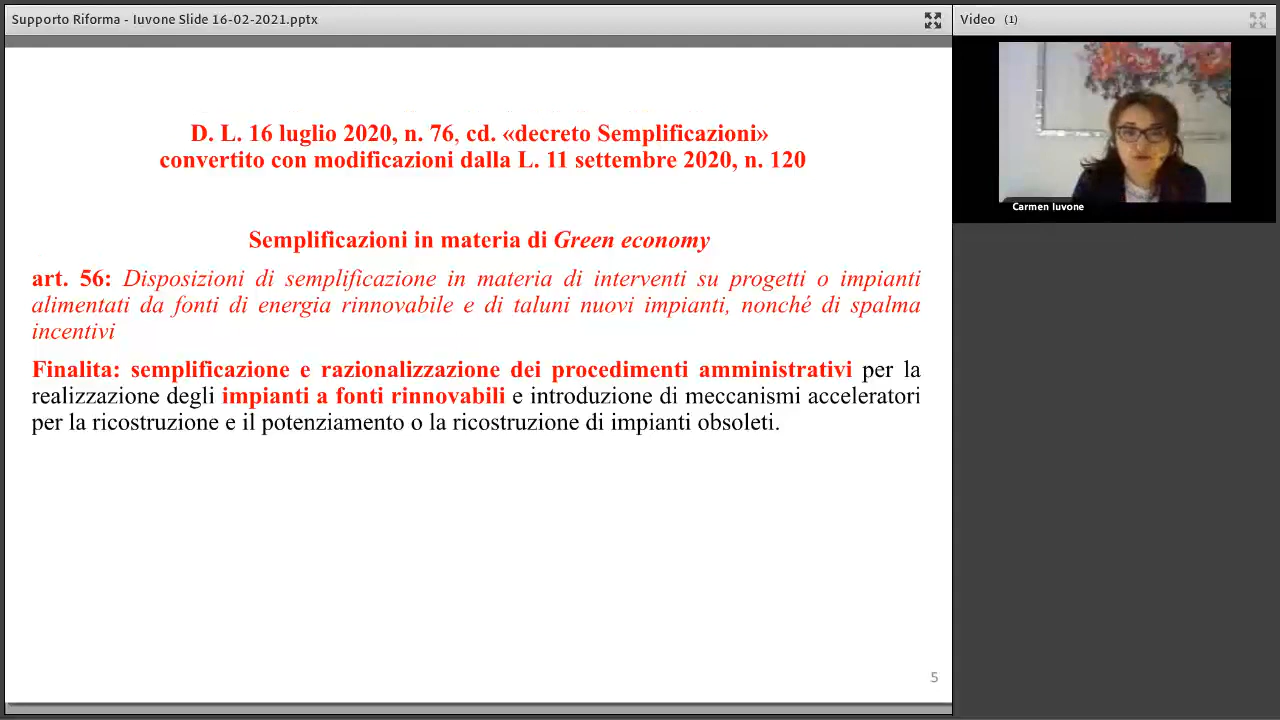 Supporto Riforma - Iuvone Slide 16-02-2021.pptx
Video (1)
D. L. 16 luglio 2020, n. 76, cd. «decreto Semplificazioni»
convertito con modificazioni dalla L. 11 settembre 2020, n. 120
Carmen Iuvone
Semplificazioni in materia di Green economy
art. 56: Disposizioni di semplificazione in materia di interventi su progetti o impianti
alimentati da fonti di energia rinnovabile e di taluni nuovi impianti, nonché di spalma
incentivi
Finalita: semplificazione e razionalizzazione dei procedimenti amministrativi per la
realizzazione degli impianti a fonti rinnovabili e introduzione di meccanismi acceleratori
per la ricostruzione e il potenziamento o la ricostruzione di impianti obsoleti.
5